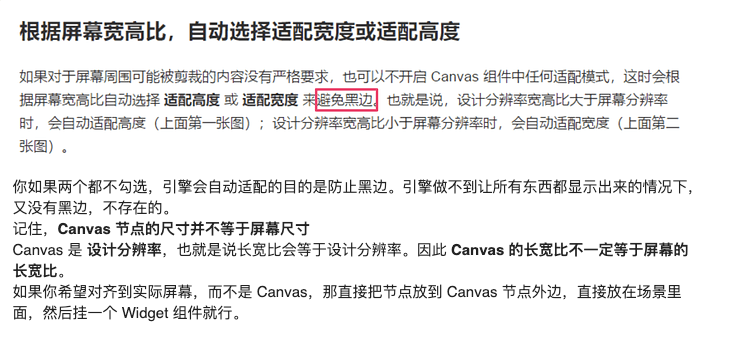 根据屏幕宽高比，自动选择适配宽度或适配高度
如果对于屏幕周围可能被剪裁的内容没有严格要求，也可以不开启 Canvas 组件中任何适配模式，这时会根
据屏幕宽高比自动选择 适配高度 或 适配宽度 来避免黑边。也就是说，设计分辨率宽高比大于屏幕分辨率
时，会自动适配高度（上面第一张图）；设计分辨率宽高比小于屏幕分辨率时，会自动适配宽度（上面第二
张图）。
你如果两个都不勾选，引擎会自动适配的目的是防止黑边。引擎做不到让所有东西都显示出来的情况下，
又没有黑边，不存在的。
记住，Canvas 节点的尺寸并不等于屏幕尺寸
Canvas 是 设计分辨率，也就是说长宽比会等于设计分辨率。因此 Canvas 的长宽比不一定等于屏幕的
长宽比。
如果你希望对齐到实际屏幕，而不是 Canvas，那直接把节点放到 Canvas 节点外边，直接放在场景里
面，然后挂一个 Widget 组件就行。